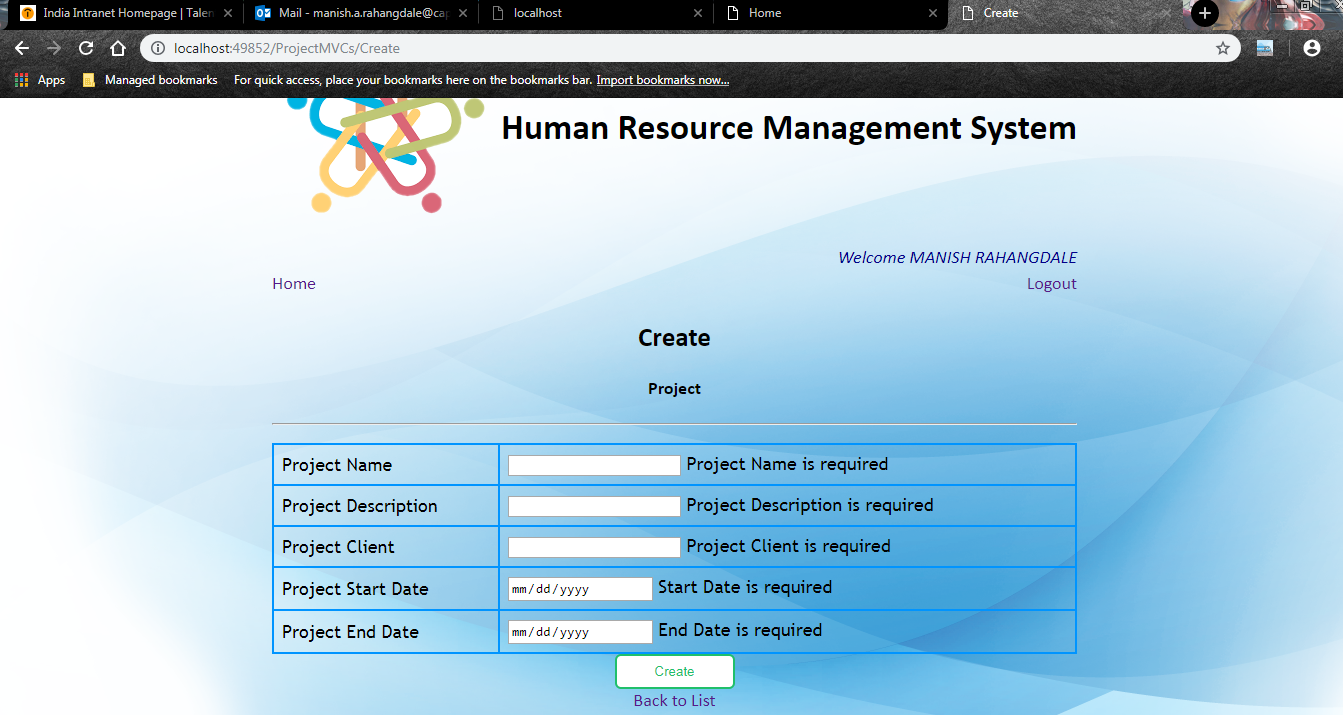 India Intranet Homepage | Talen
Mail - manish.a.rahangdale@cap
localhost
Home
Create
localhost:49852/ProjectMVCs/Create
Apps
Managed bookmarks
For quick access, place your bookmarks here on the bookmarks bar. Import bookmarks now...
Human Resource Management System
Welcome MANISH RAHANGDALE
Home
Logout
Create
Project
Project Name
Project Name is required
Project Description
Project Description is required
Project Client
Project Client is required
Project Start Date
mm/dd/yyyy
Start Date is required
Project End Date
mm/dd/yyyy
End Date is required
Create
Back to List